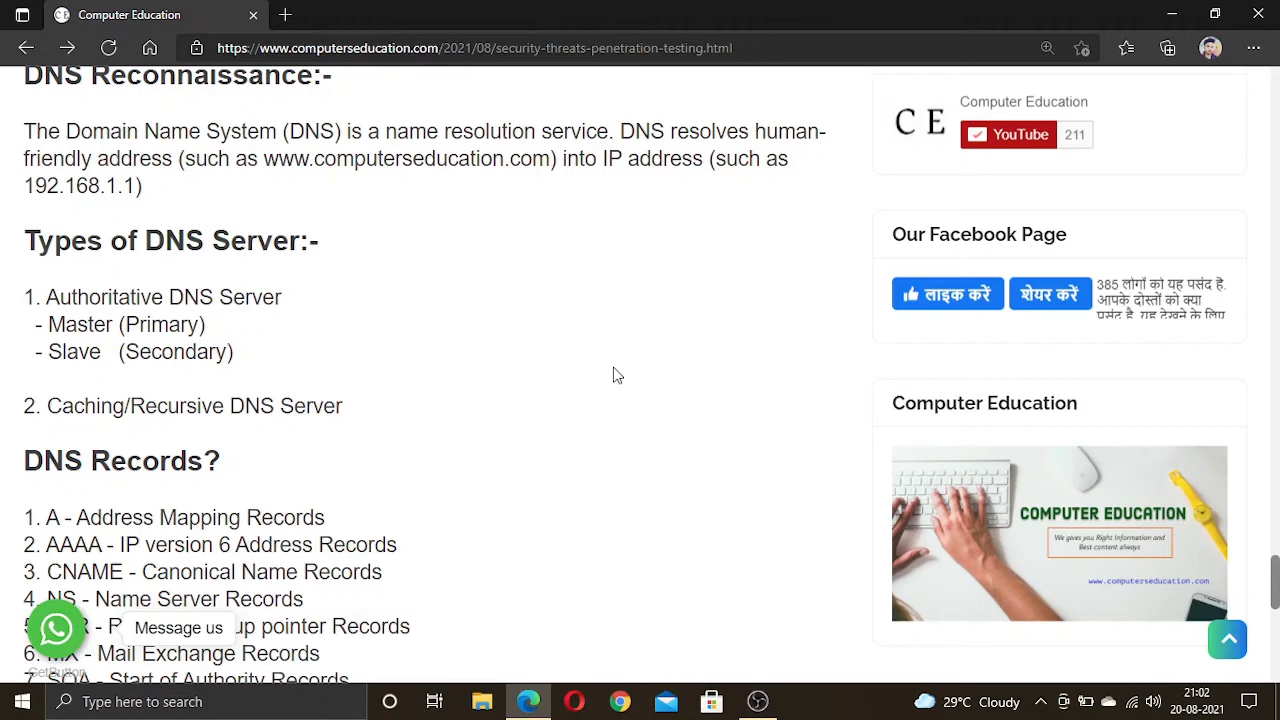 CE Computer Education
https://www.computerseducation.com/2021/08/security-threats-penetration-testing.html
DNS Reconnaissance:-
The Domain Name System (DNS) is a name resolution service. DNS resolves human-
friendly address (such as www.computerseducation.com) into IP address (such as
192.168.1.1)
Types of DNS Server:-
1. Authoritative DNS Server
- Master (Primary)
- Slave (Secondary)
2. Caching/Recursive DNS Server
DNS Records?
1. A - Address Mapping Records
2. AAAA - IP version 6 Address Records
3. CNAME - Canonical Name Records
4. NS - Name Server Records
up pointer Records
Message us
- Mail Exchange Records
GetButton
7. SOA - Start of Authority Records
C E
Computer Education
YouTube 211
Our Facebook Page
लाइक करें शेयर करें
385 लोगों को यह पसंद है.
आपके दोस्तों को क्या
पसंद है, यह देखने के लिए
Computer Education
COMPUTER EDUCATION
We gives you Right Information and
Best content always
www.computerseducation.com
Type here to search
29°C Cloudy
21:02
20-08-2021